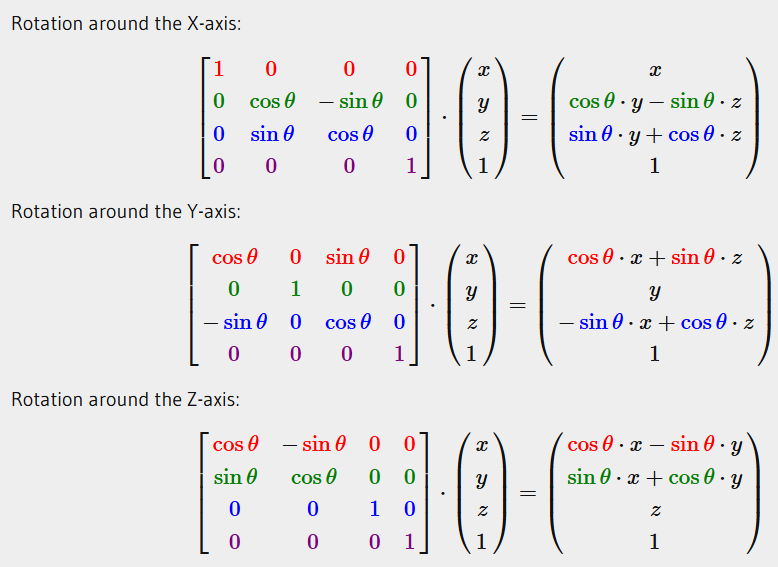 Rotation around the X-axis:
[1 0 0 0] (x) (x)
[0 cos θ − sin θ 0] (y) (cos θ · y − sin θ · z)
[0 sin θ cos θ 0] · (z) = (sin θ · y + cos θ · z)
[0 0 0 1] (1) (1)
Rotation around the Y-axis:
[cos θ 0 sin θ 0] (x) (cos θ · x + sin θ · z)
[0 1 0 0] (y) (y)
[− sin θ 0 cos θ 0] · (z) = (− sin θ · x + cos θ · z)
[0 0 0 1] (1) (1)
Rotation around the Z-axis:
[cos θ − sin θ 0 0] (x) (cos θ · x − sin θ · y)
[sin θ cos θ 0 0] (y) (sin θ · x + cos θ · y)
[0 0 1 0] · (z) = (z)
[0 0 0 1] (1) (1)